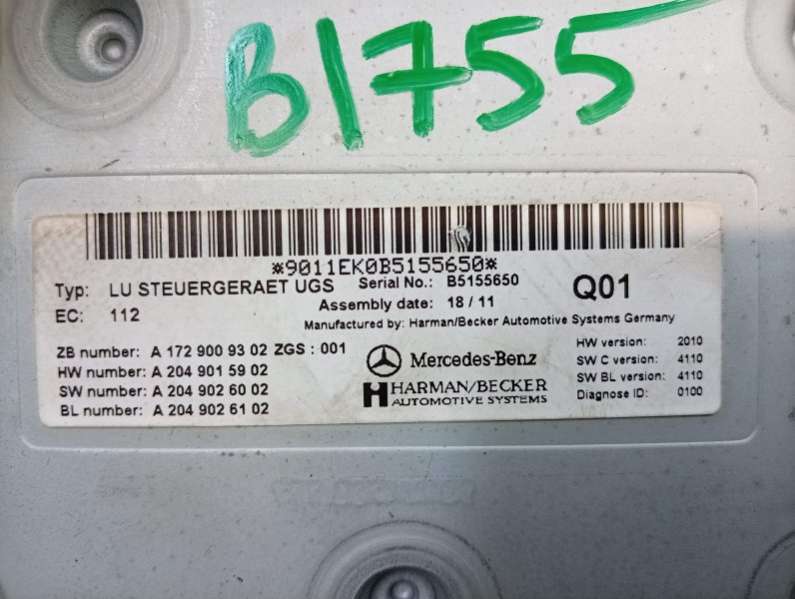 B1755
*9011EK0B5155650*
Typ: LU STEUERGERAET UGS Serial No.: B5155650 Q01
EC: 112 Assembly date: 18 / 11
Manufactured by: Harman/Becker Automotive Systems Germany
ZB number: A 172 900 93 02 ZGS : 001 Mercedes-Benz HW version: 2010
HW number: A 204 901 59 02 SW C version: 4110
SW number: A 204 902 60 02 HARMAN/BECKER SW BL version: 4110
BL number: A 204 902 61 02 AUTOMOTIVE SYSTEMS Diagnose ID: 0100